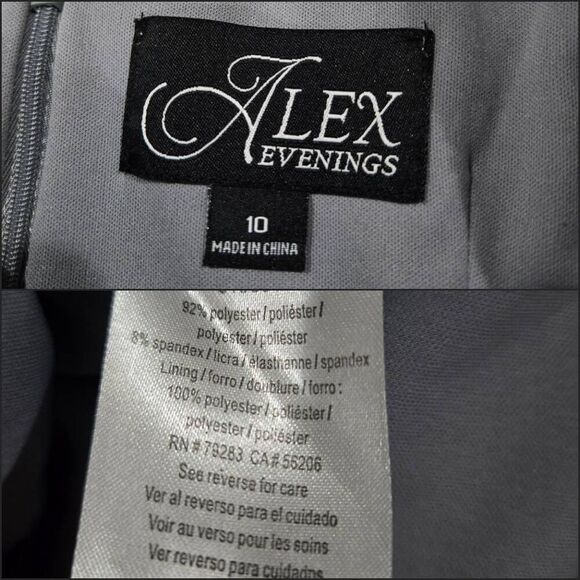 ALEX
EVENINGS
10
MADE IN CHINA
92% polyester / poliéster /
polyester / poliéster
8% spandex / licra / élasthanne / spandex
Lining / forro / doublure / forro :
100% polyester / poliéster /
polyester / poliéster
RN # 79283 CA # 56206
See reverse for care
Ver al reverso para el cuidado
Voir au verso pour les soins
Ver reverso para cuidados